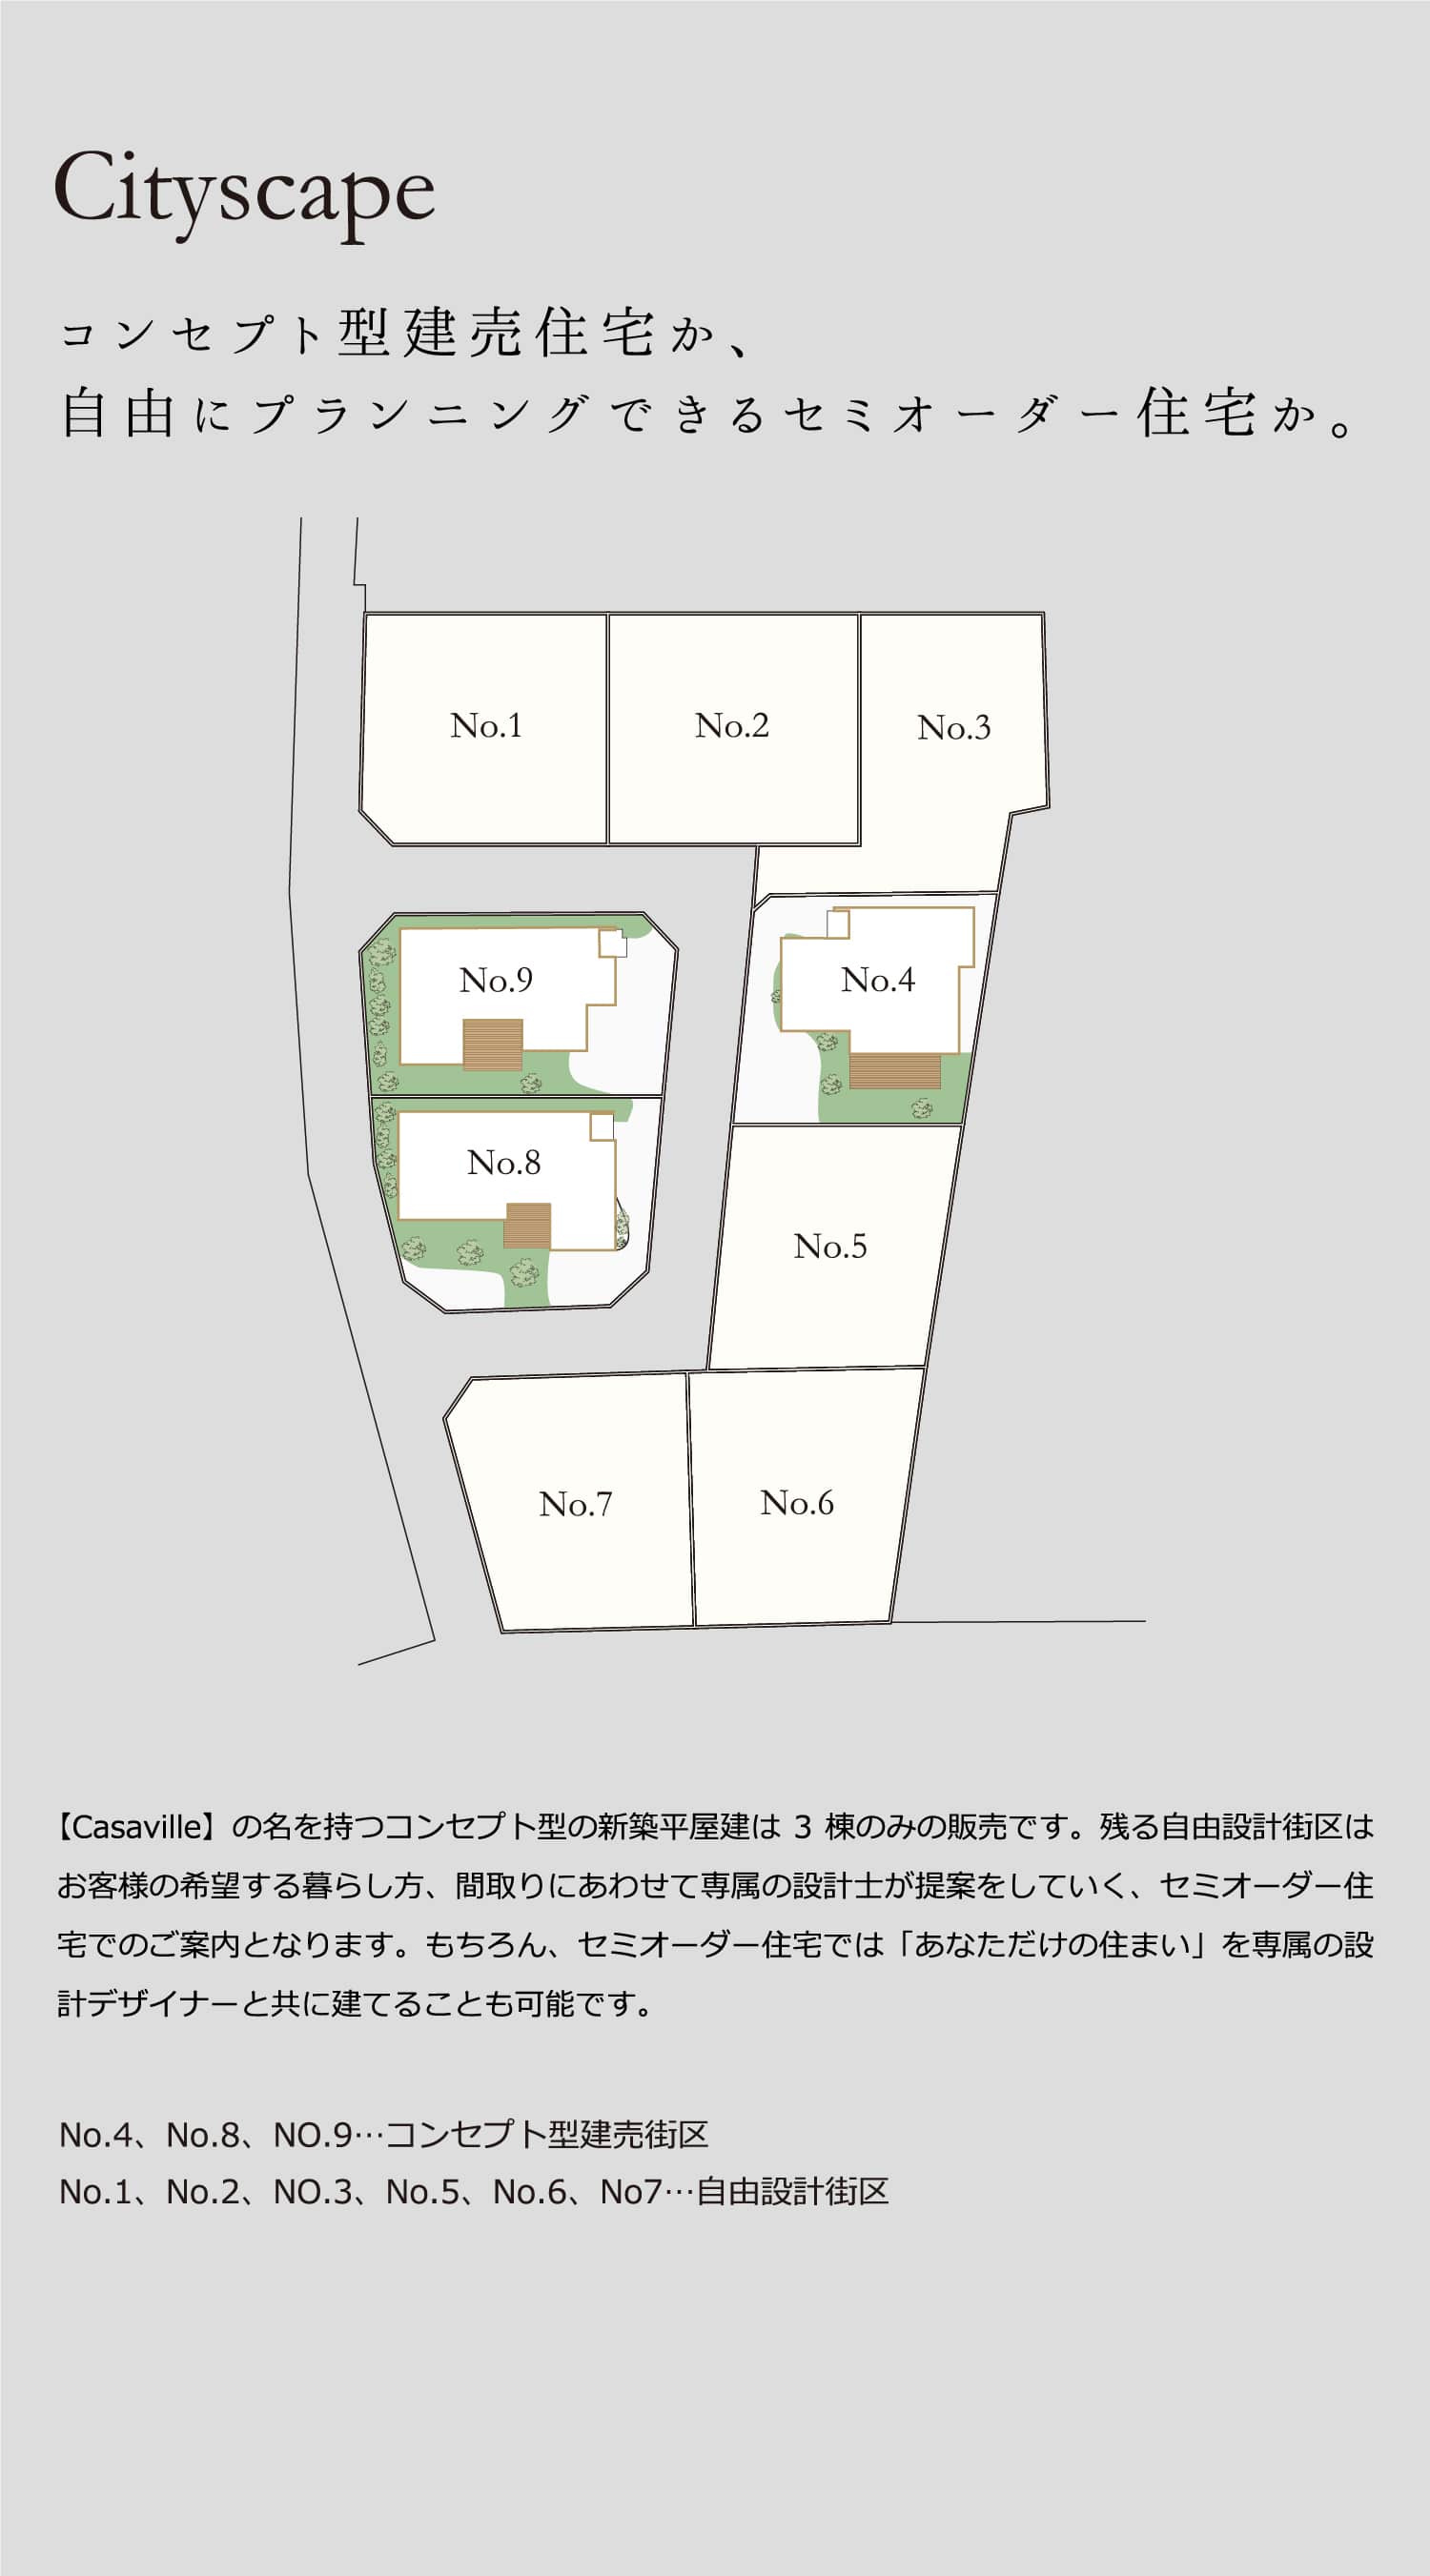 Cityscape
コンセプト型建売住宅か、
自由にプランニングできるセミオーダー住宅か。
No.1
No.2
No.3
No.9
No.4
No.8
No.5
No.7
No.6
【Casaville】の名を持つコンセプト型の新築平屋建は 3 棟のみの販売です。残る自由設計街区は
お客様の希望する暮らし方、間取りにあわせて専属の設計士が提案をしていく、セミオーダー住
宅でのご案内となります。もちろん、セミオーダー住宅では「あなただけの住まい」を専属の設
計デザイナーと共に建てることも可能です。
No.4、No.8、NO.9…コンセプト型建売街区
No.1、No.2、NO.3、No.5、No.6、No7…自由設計街区